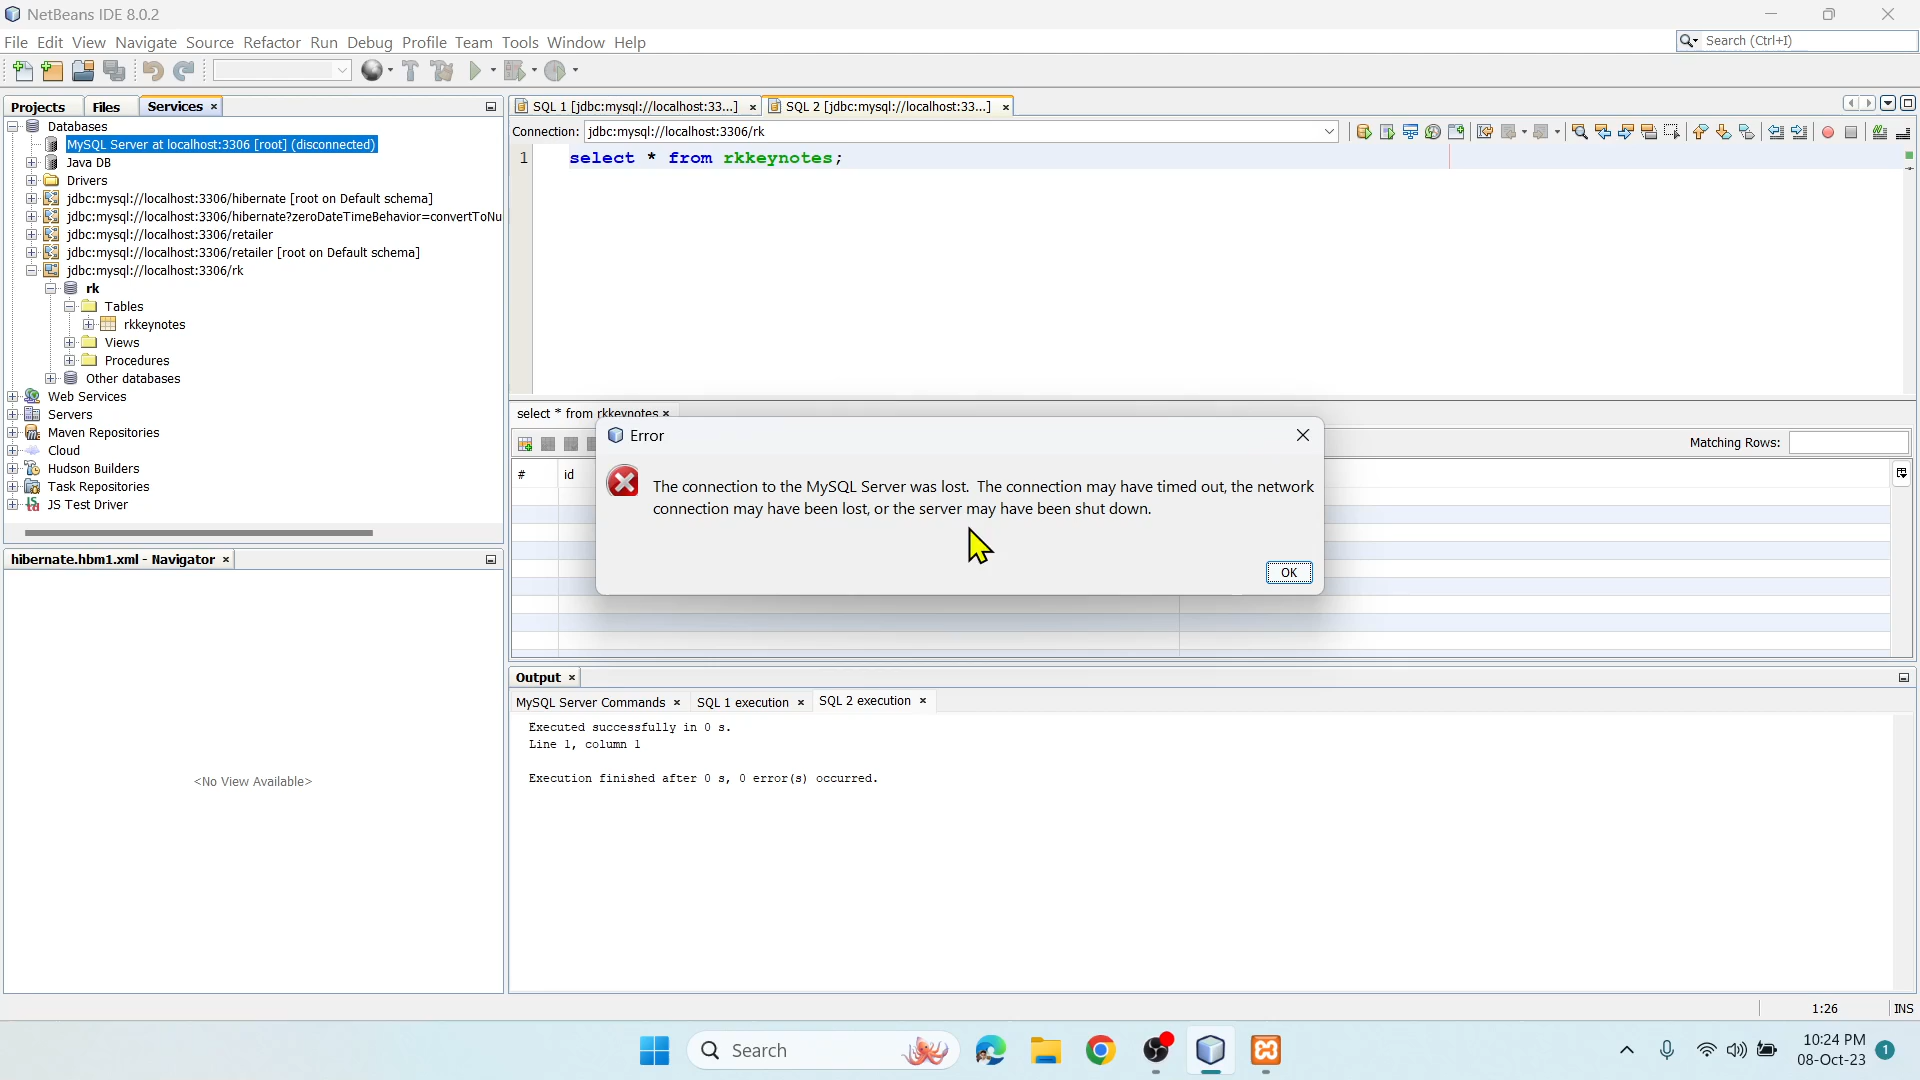 NetBeans IDE 8.0.2
File Edit View Navigate Source Refactor Run Debug Profile Team Tools Window Help
Search (Ctrl+I)
Projects Files Services
Databases
MySQL Server at localhost:3306 [root] (disconnected)
Java DB
Drivers
jdbc:mysql://localhost:3306/hibernate [root on Default schema]
jdbc:mysql://localhost:3306/hibernate?zeroDateTimeBehavior=convertToNu
jdbc:mysql://localhost:3306/retailer
jdbc:mysql://localhost:3306/retailer [root on Default schema]
jdbc:mysql://localhost:3306/rk
rk
Tables
rkkeynotes
Views
Procedures
Other databases
Web Services
Servers
Maven Repositories
Cloud
Hudson Builders
Task Repositories
JS Test Driver
hibernate.hbm1.xml - Navigator
<No View Available>
SQL 1 [jdbc:mysql://localhost:33...] SQL 2 [jdbc:mysql://localhost:33...]
Connection: jdbc:mysql://localhost:3306/rk
1 select * from rkkeynotes;
select * from rkkeynotes
Matching Rows:
# id
Error
The connection to the MySQL Server was lost. The connection may have timed out, the network
connection may have been lost, or the server may have been shut down.
OK
Output
MySQL Server Commands SQL 1 execution SQL 2 execution
Executed successfully in 0 s.
Line 1, column 1
Execution finished after 0 s, 0 error(s) occurred.
1:26 INS
Search
10:24 PM
08-Oct-23
1